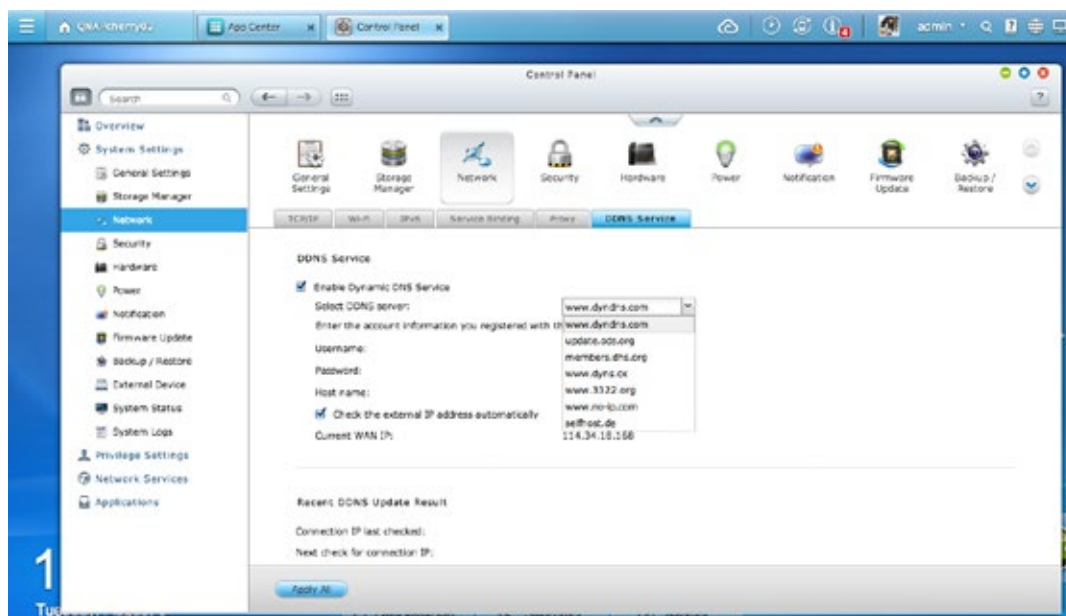 App Center
Control Panel
4
admin
Control Panel
Search
?
Overview
System Settings
General Settings
Storage Manager
Network
Security
Hardware
Power
Notification
Firmware Update
Backup / Restore
External Device
System Status
System Logs
Privilege Settings
Network Services
Applications
General Settings
Storage Manager
Network
Security
Hardware
Power
Notification
Firmware Update
Backup / Restore
TCP/IP
Wi-Fi
IPv6
Service Binding
Proxy
DDNS Service
DDNS Service
Enable Dynamic DNS Service
Select DDNS server:
www.dyndns.com
Enter the account information you registered with th
www.dyndns.com
update.ods.org
members.dhs.org
www.dyns.cx
www.3322.org
www.no-ip.com
selfhost.de
Username:
Password:
Host name:
Check the external IP address automatically
Current WAN IP:
114.34.18.168
Recent DDNS Update Result
Connection IP last checked:
Next check for connection IP:
Apply All
1